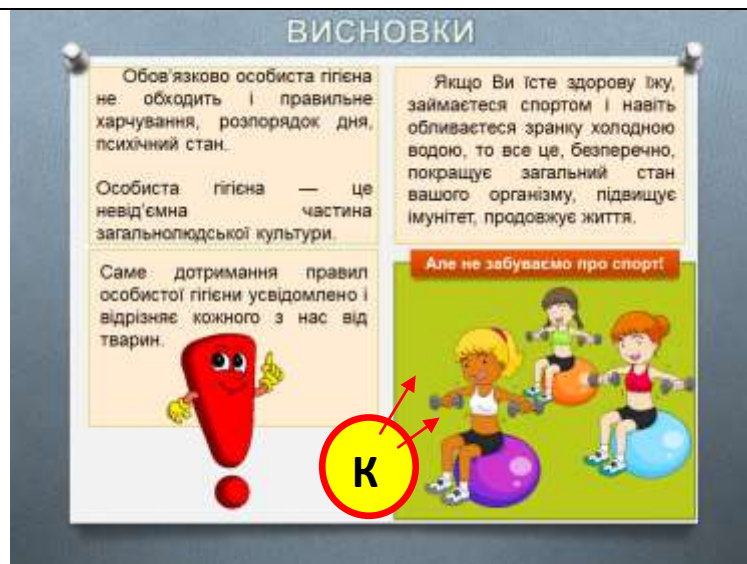 ВИСНОВКИ
Обов'язково особиста гігієна
не обходить і правильне
харчування, розпорядок дня,
психічний стан.
Особиста гігієна — це
невід'ємна частина
загальнолюдської культури.
Саме дотримання правил
особистої гігієни усвідомлено і
відрізняє кожного з нас від
тварин.
Якщо Ви їсте здорову їжу,
займаєтеся спортом і навіть
обливаєтеся зранку холодною
водою, то все це, безперечно,
покращує загальний стан
вашого організму, підвищує
імунітет, продовжує життя.
Але не забуваємо про спорт!
К